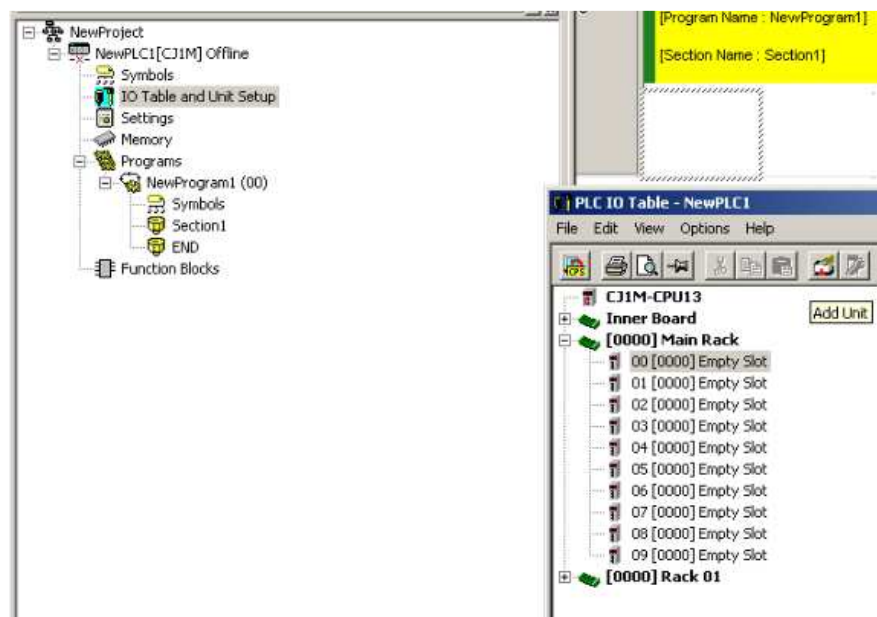 NewProject
NewPLC1[CJ1M] Offline
Symbols
IO Table and Unit Setup
Settings
Memory
Programs
NewProgram1 (00)
Symbols
Section1
END
Function Blocks
[Program Name : NewProgram1]
[Section Name : Section1]
PLC IO Table - NewPLC1
File Edit View Options Help
CPS
CJ1M-CPU13
Add Unit
Inner Board
[0000] Main Rack
00 [0000] Empty Slot
01 [0000] Empty Slot
02 [0000] Empty Slot
03 [0000] Empty Slot
04 [0000] Empty Slot
05 [0000] Empty Slot
06 [0000] Empty Slot
07 [0000] Empty Slot
08 [0000] Empty Slot
09 [0000] Empty Slot
[0000] Rack 01